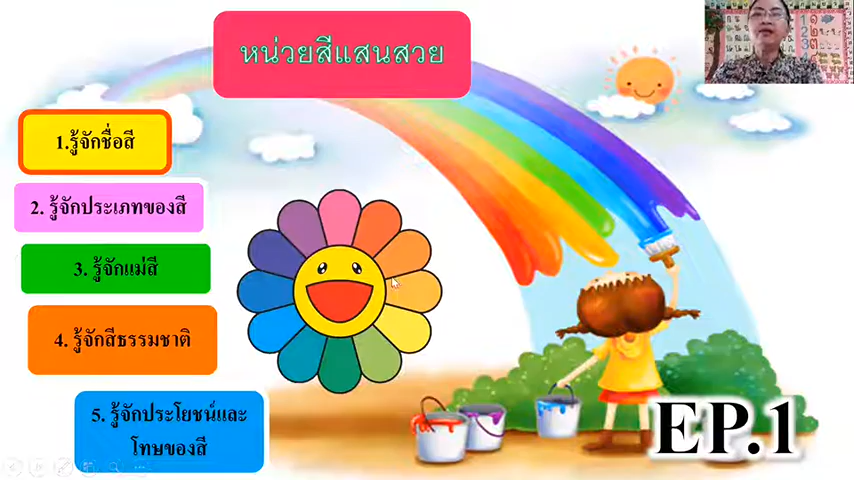 หน่วยสีแสนสวย
1.รู้จักชื่อสี
2. รู้จักประเภทของสี
3. รู้จักแม่สี
4. รู้จักสีธรรมชาติ
5. รู้จักประโยชน์และ
โทษของสี
EP.1